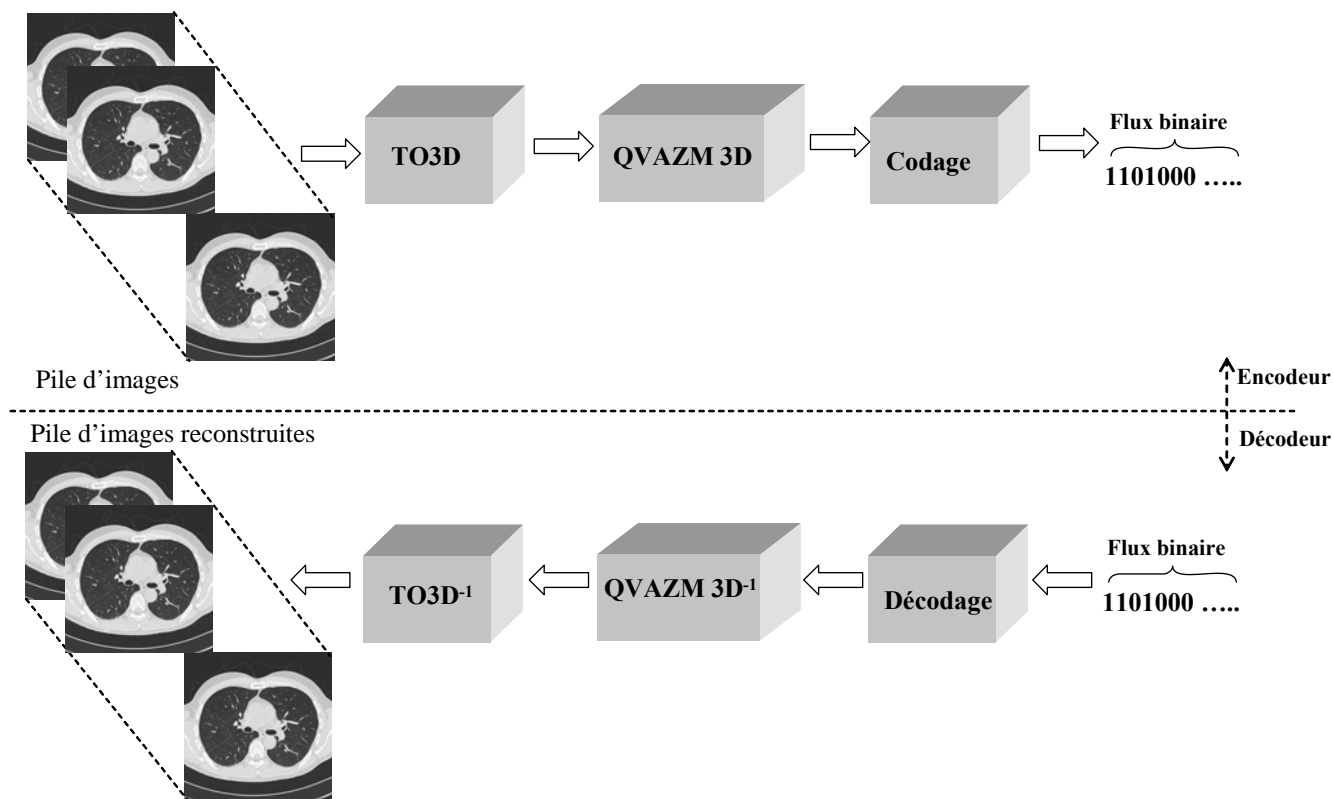 TO3D
QVAZM 3D
Codage
Flux binaire
1101000 …..
Pile d’images
Encodeur
Pile d’images reconstruites
Décodeur
TO3D-1
QVAZM 3D-1
Décodage
Flux binaire
1101000 …..